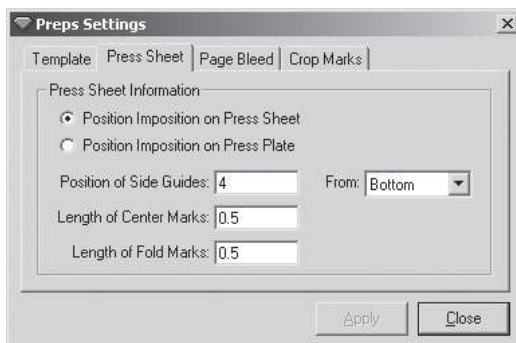 Preps Settings
Template Press Sheet Page Bleed Crop Marks
Press Sheet Information
Position Imposition on Press Sheet
Position Imposition on Press Plate
Position of Side Guides: 4 From: Bottom
Length of Center Marks: 0.5
Length of Fold Marks: 0.5
Apply Close